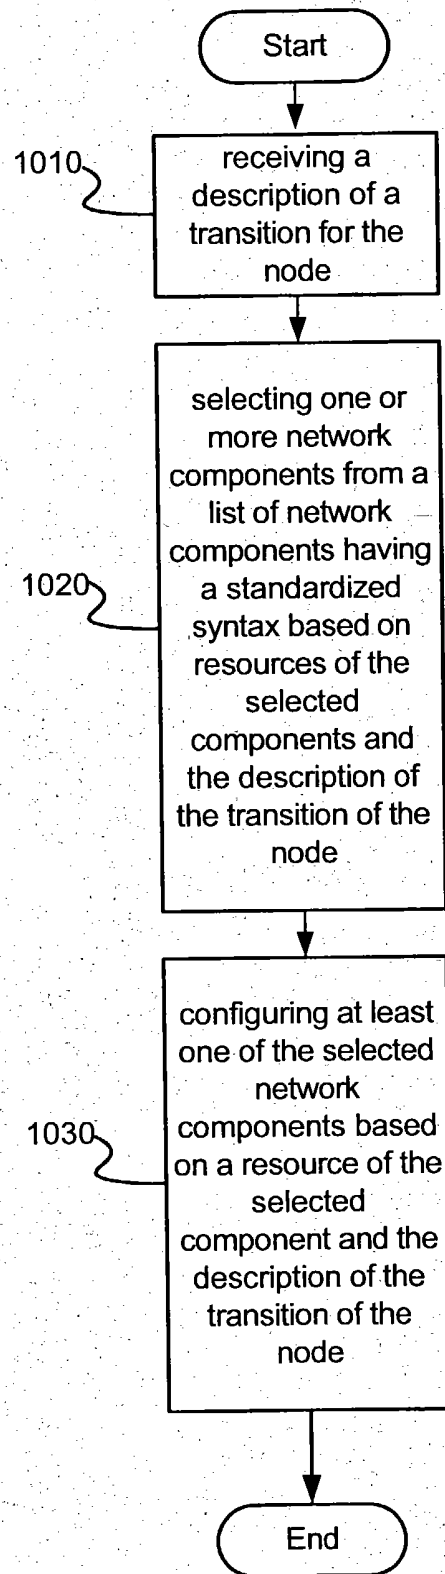 Start
1010
receiving a
description of a
transition for the
node
selecting one or
more network
components from a
list of network
components having
1020
a standardized
syntax based on
resources of the
selected
components and
the description of
the transition of the
node
configuring at least
one of the selected
network
1030
components based
on a resource of the
selected
component and the
description of the
transition of the
node
End